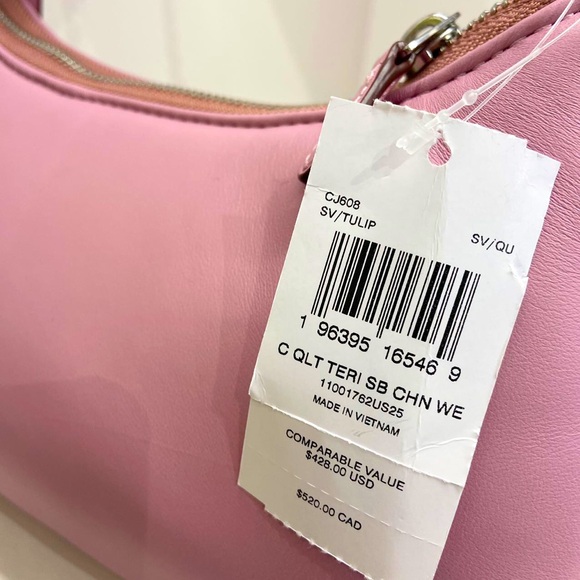 CJ608
SV/TULIP
SV/QU
1 96395 16546 9
C QLT TERI SB CHN WE
11001762US25
MADE IN VIETNAM
COMPARABLE VALUE
$428.00 USD
$520.00 CAD